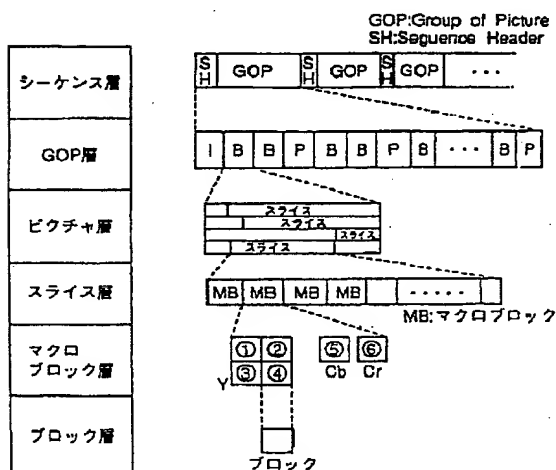 GOP:Group of Picture
SH:Seguence Header
シーケンス層
SH GOP SH GOP SH GOP ・・・
GOP層
I B B P B B P B ・・・ B P
ピクチャ層
スライス
スライス
スライス
スライス
スライス層
MB MB MB MB ・・・・・
MB:マクロブロック
マクロ
ブロック層
① ② ⑤ ⑥
Y ③ ④ Cb Cr
ブロック層
ブロック